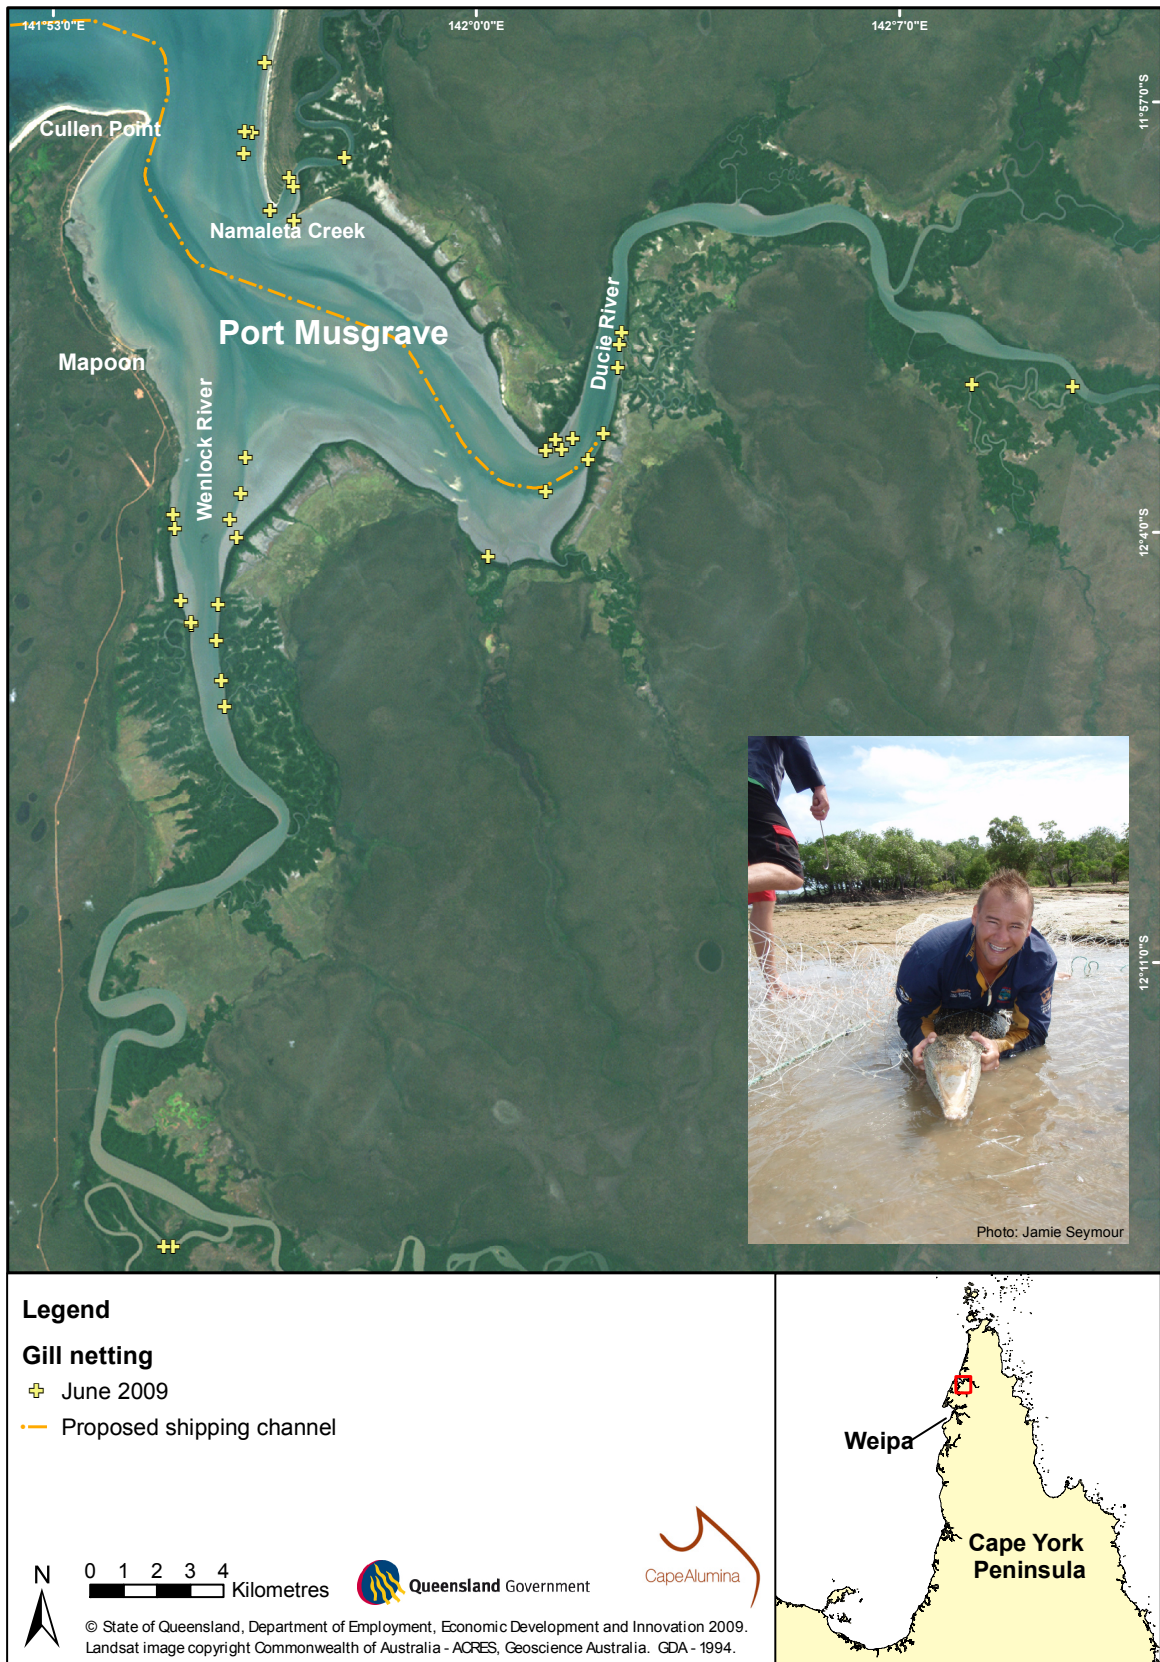 141°53'0"E
142°0'0"E
142°7'0"E
11°57'0"S
Cullen Point
Namaleta Creek
Port Musgrave
Ducie River
Mapoon
Wenlock River
12°4'0"S
12°11'0"S
Photo: Jamie Seymour
Legend
Gill netting
June 2009
Proposed shipping channel
N
0 1 2 3 4
Kilometres
Queensland Government
CapeAlumina
© State of Queensland, Department of Employment, Economic Development and Innovation 2009.
Landsat image copyright Commonwealth of Australia - ACRES, Geoscience Australia. GDA - 1994.
Weipa
Cape York
Peninsula